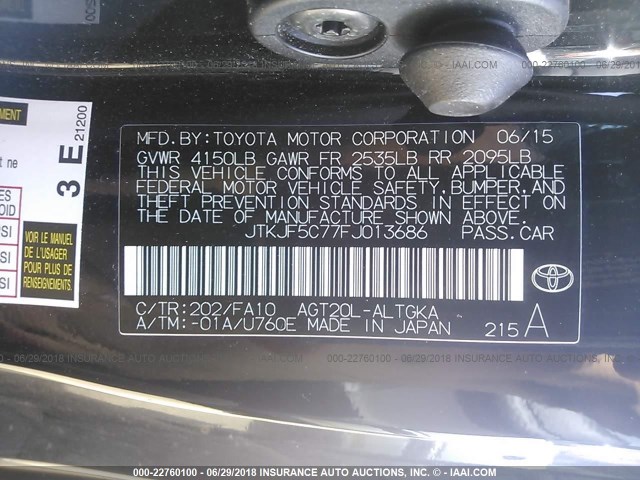 MFD.BY:TOYOTA MOTOR CORPORATION 06/15
GVWR 4150LB GAWR FR 2535LB RR 2095LB
THIS VEHICLE CONFORMS TO ALL APPLICABLE
FEDERAL MOTOR VEHICLE SAFETY,BUMPER,AND
THEFT PREVENTION STANDARDS IN EFFECT ON
THE DATE OF MANUFACTURE SHOWN ABOVE.
JTKJF5C77FJ013686 PASS.CAR
C/TR:202/FA10 AGT20L-ALTGKA
A/TM:-01A/U760E MADE IN JAPAN 215A
3 E 21200
VOIR LE MANUEL
DE L'USAGER
POUR PLUS DE
000-22760100 - 06/29/2018 INSURANCE AUTO AUCTIONS, INC.
- IAAI.COM -